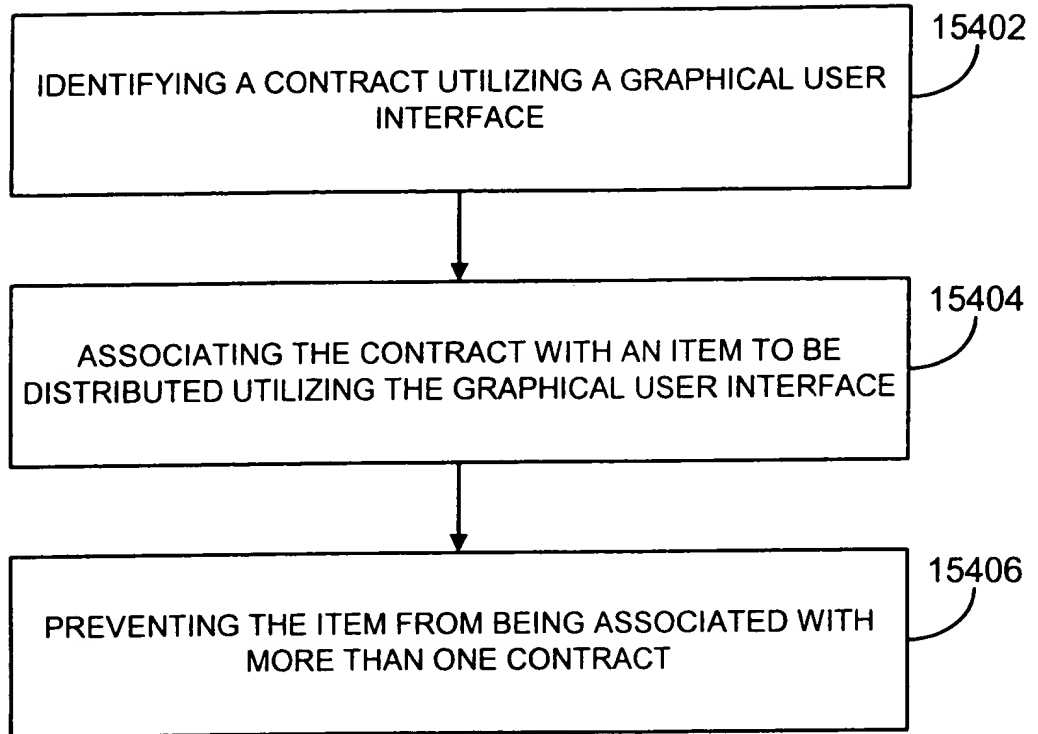 15402
IDENTIFYING A CONTRACT UTILIZING A GRAPHICAL USER
INTERFACE
15404
ASSOCIATING THE CONTRACT WITH AN ITEM TO BE
DISTRIBUTED UTILIZING THE GRAPHICAL USER INTERFACE
15406
PREVENTING THE ITEM FROM BEING ASSOCIATED WITH
MORE THAN ONE CONTRACT